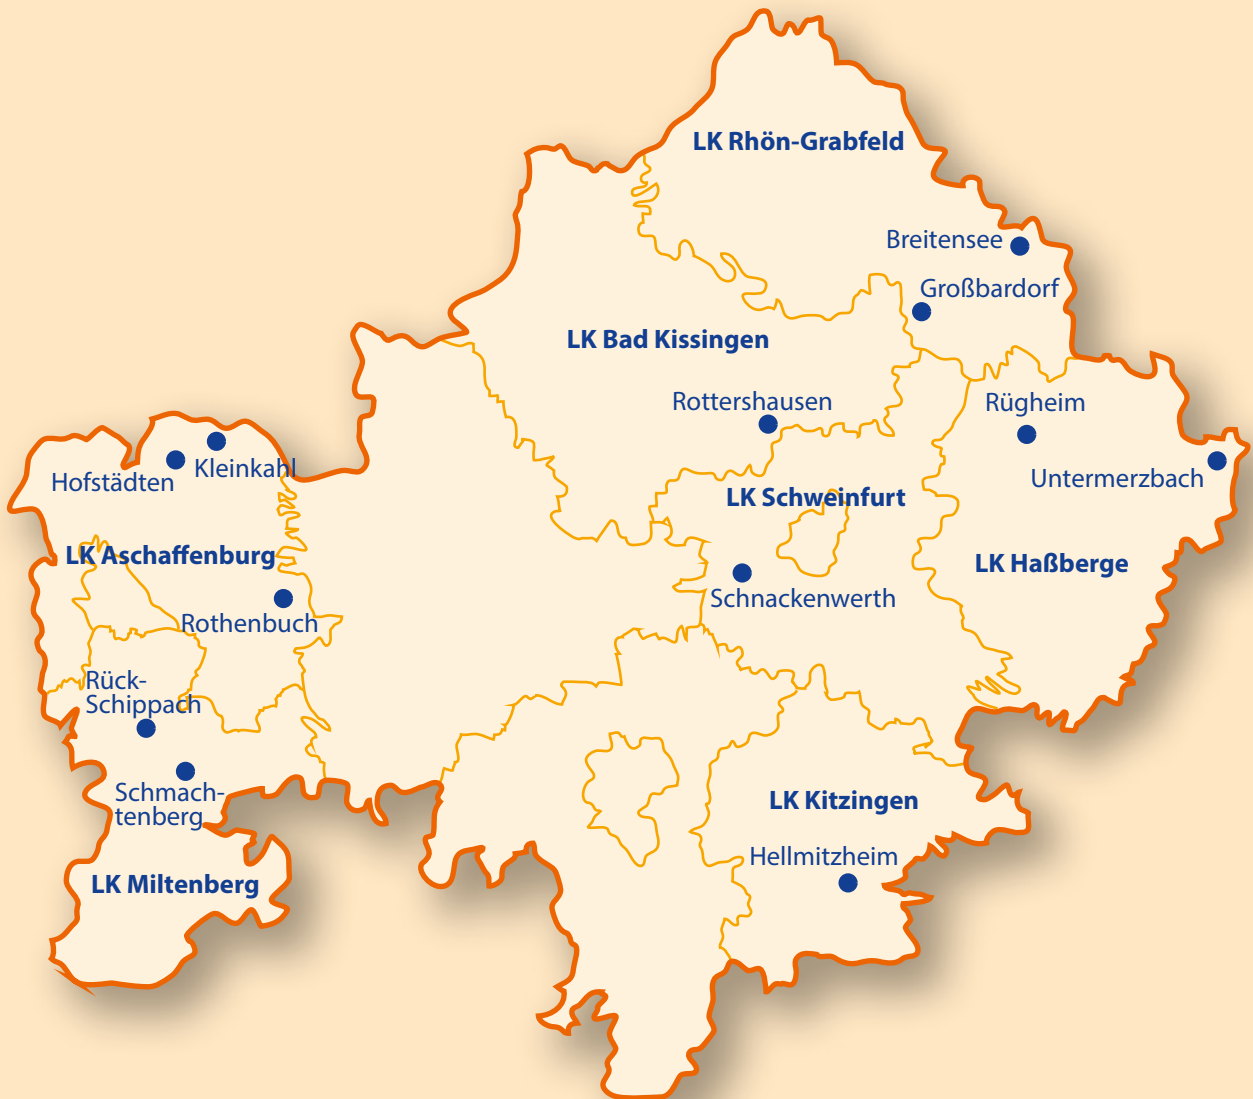 LK Rhön-Grabfeld
Breitensee
Großbardorf
LK Bad Kissingen
Rottershausen
Rügheim
Hofstädten
Kleinkahl
Untermerzbach
LK Schweinfurt
LK Aschaffenburg
LK Haßberge
Schnackenwerth
Rothenbuch
Rück-
Schippach
Schmach-
tenberg
LK Kitzingen
Hellmitzheim
LK Miltenberg